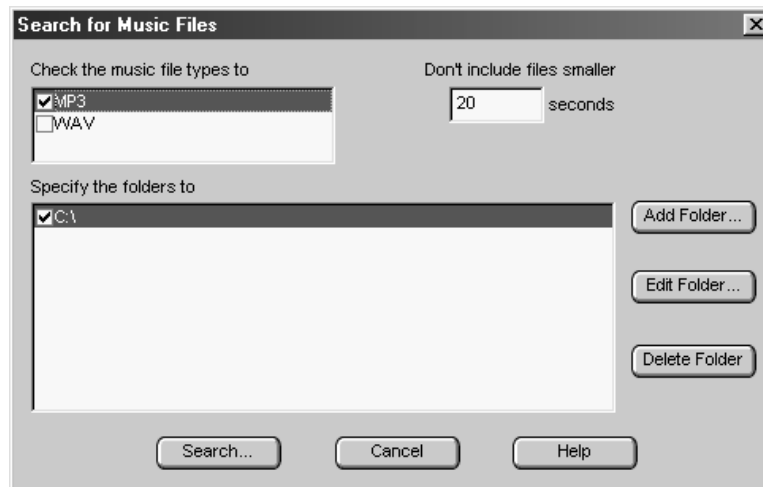 Search for Music Files
Check the music file types to
Don't include files smaller
MP3
20 seconds
WAV
Specify the folders to
C:\
Add Folder...
Edit Folder...
Delete Folder
Search...
Cancel
Help